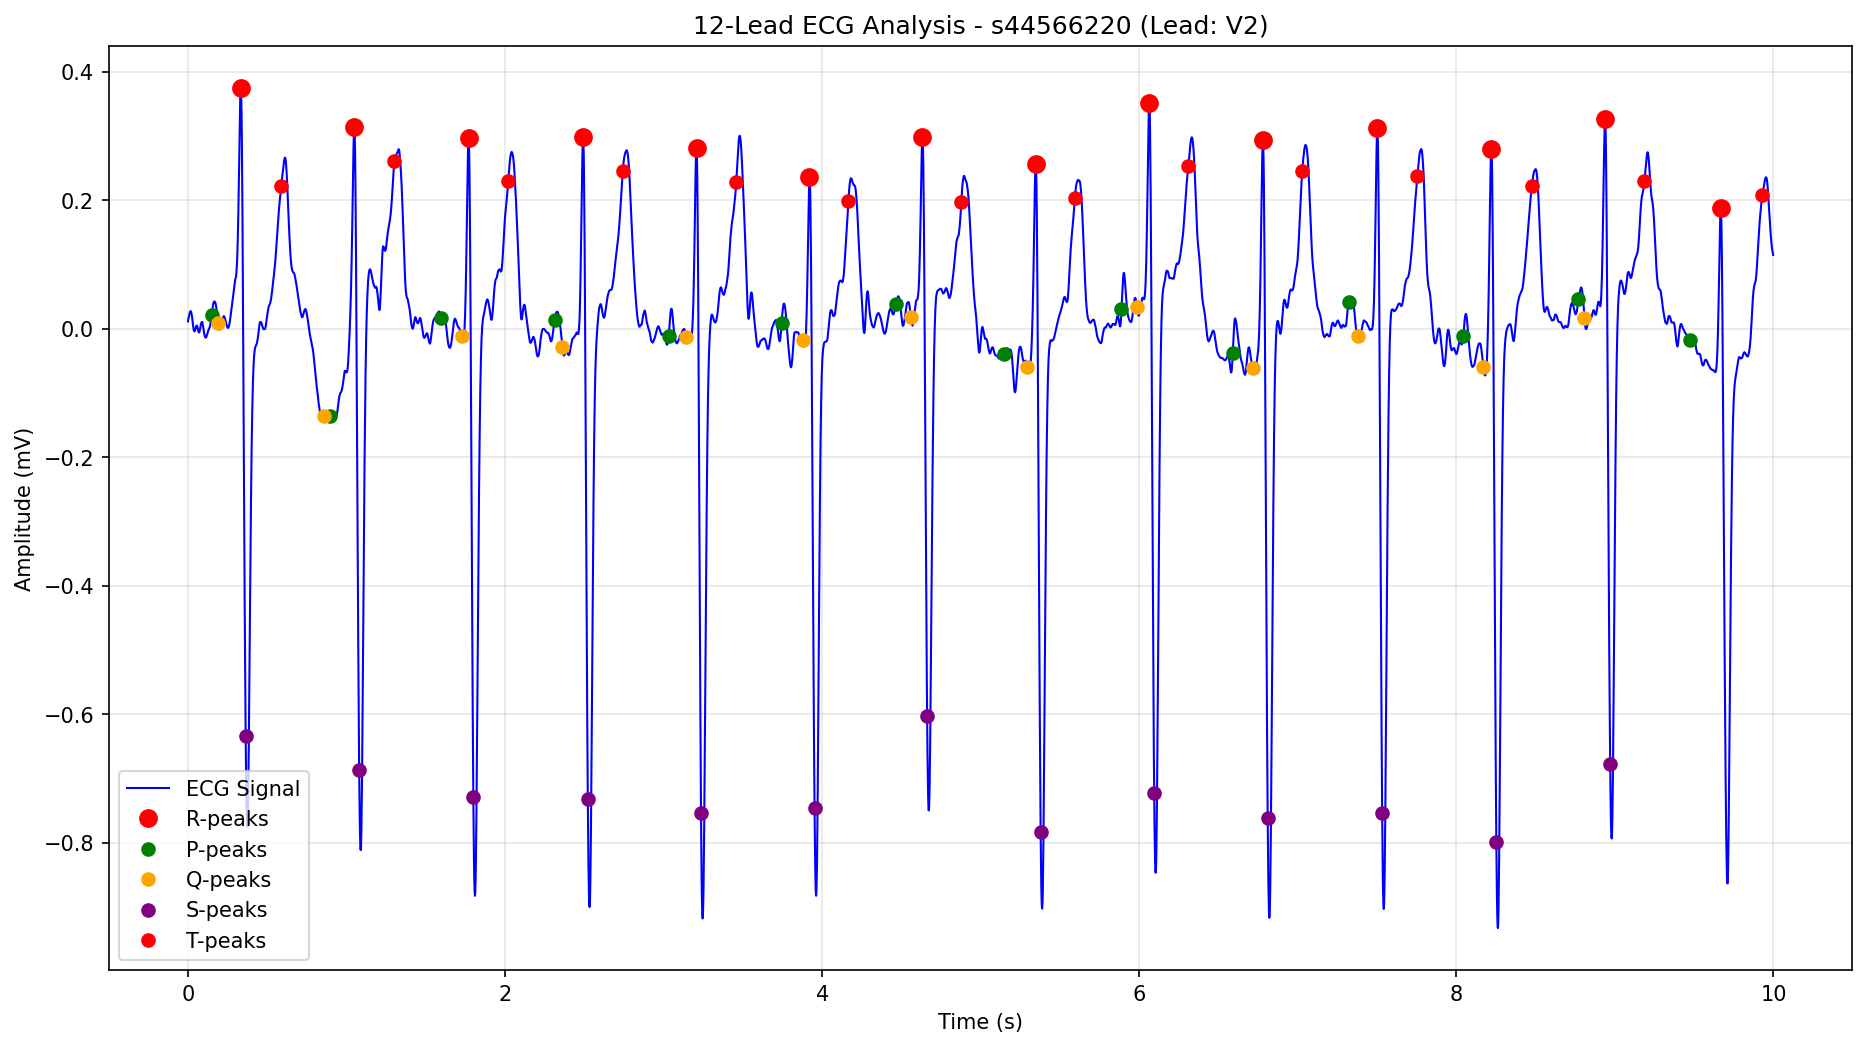 12-Lead ECG Analysis - s44566220 (Lead: V2)
0.4
0.2
0.0
−0.2
−0.4
−0.6
−0.8
Amplitude (mV)
ECG Signal
R-peaks
P-peaks
Q-peaks
S-peaks
T-peaks
0 2 4 6 8 10
Time (s)